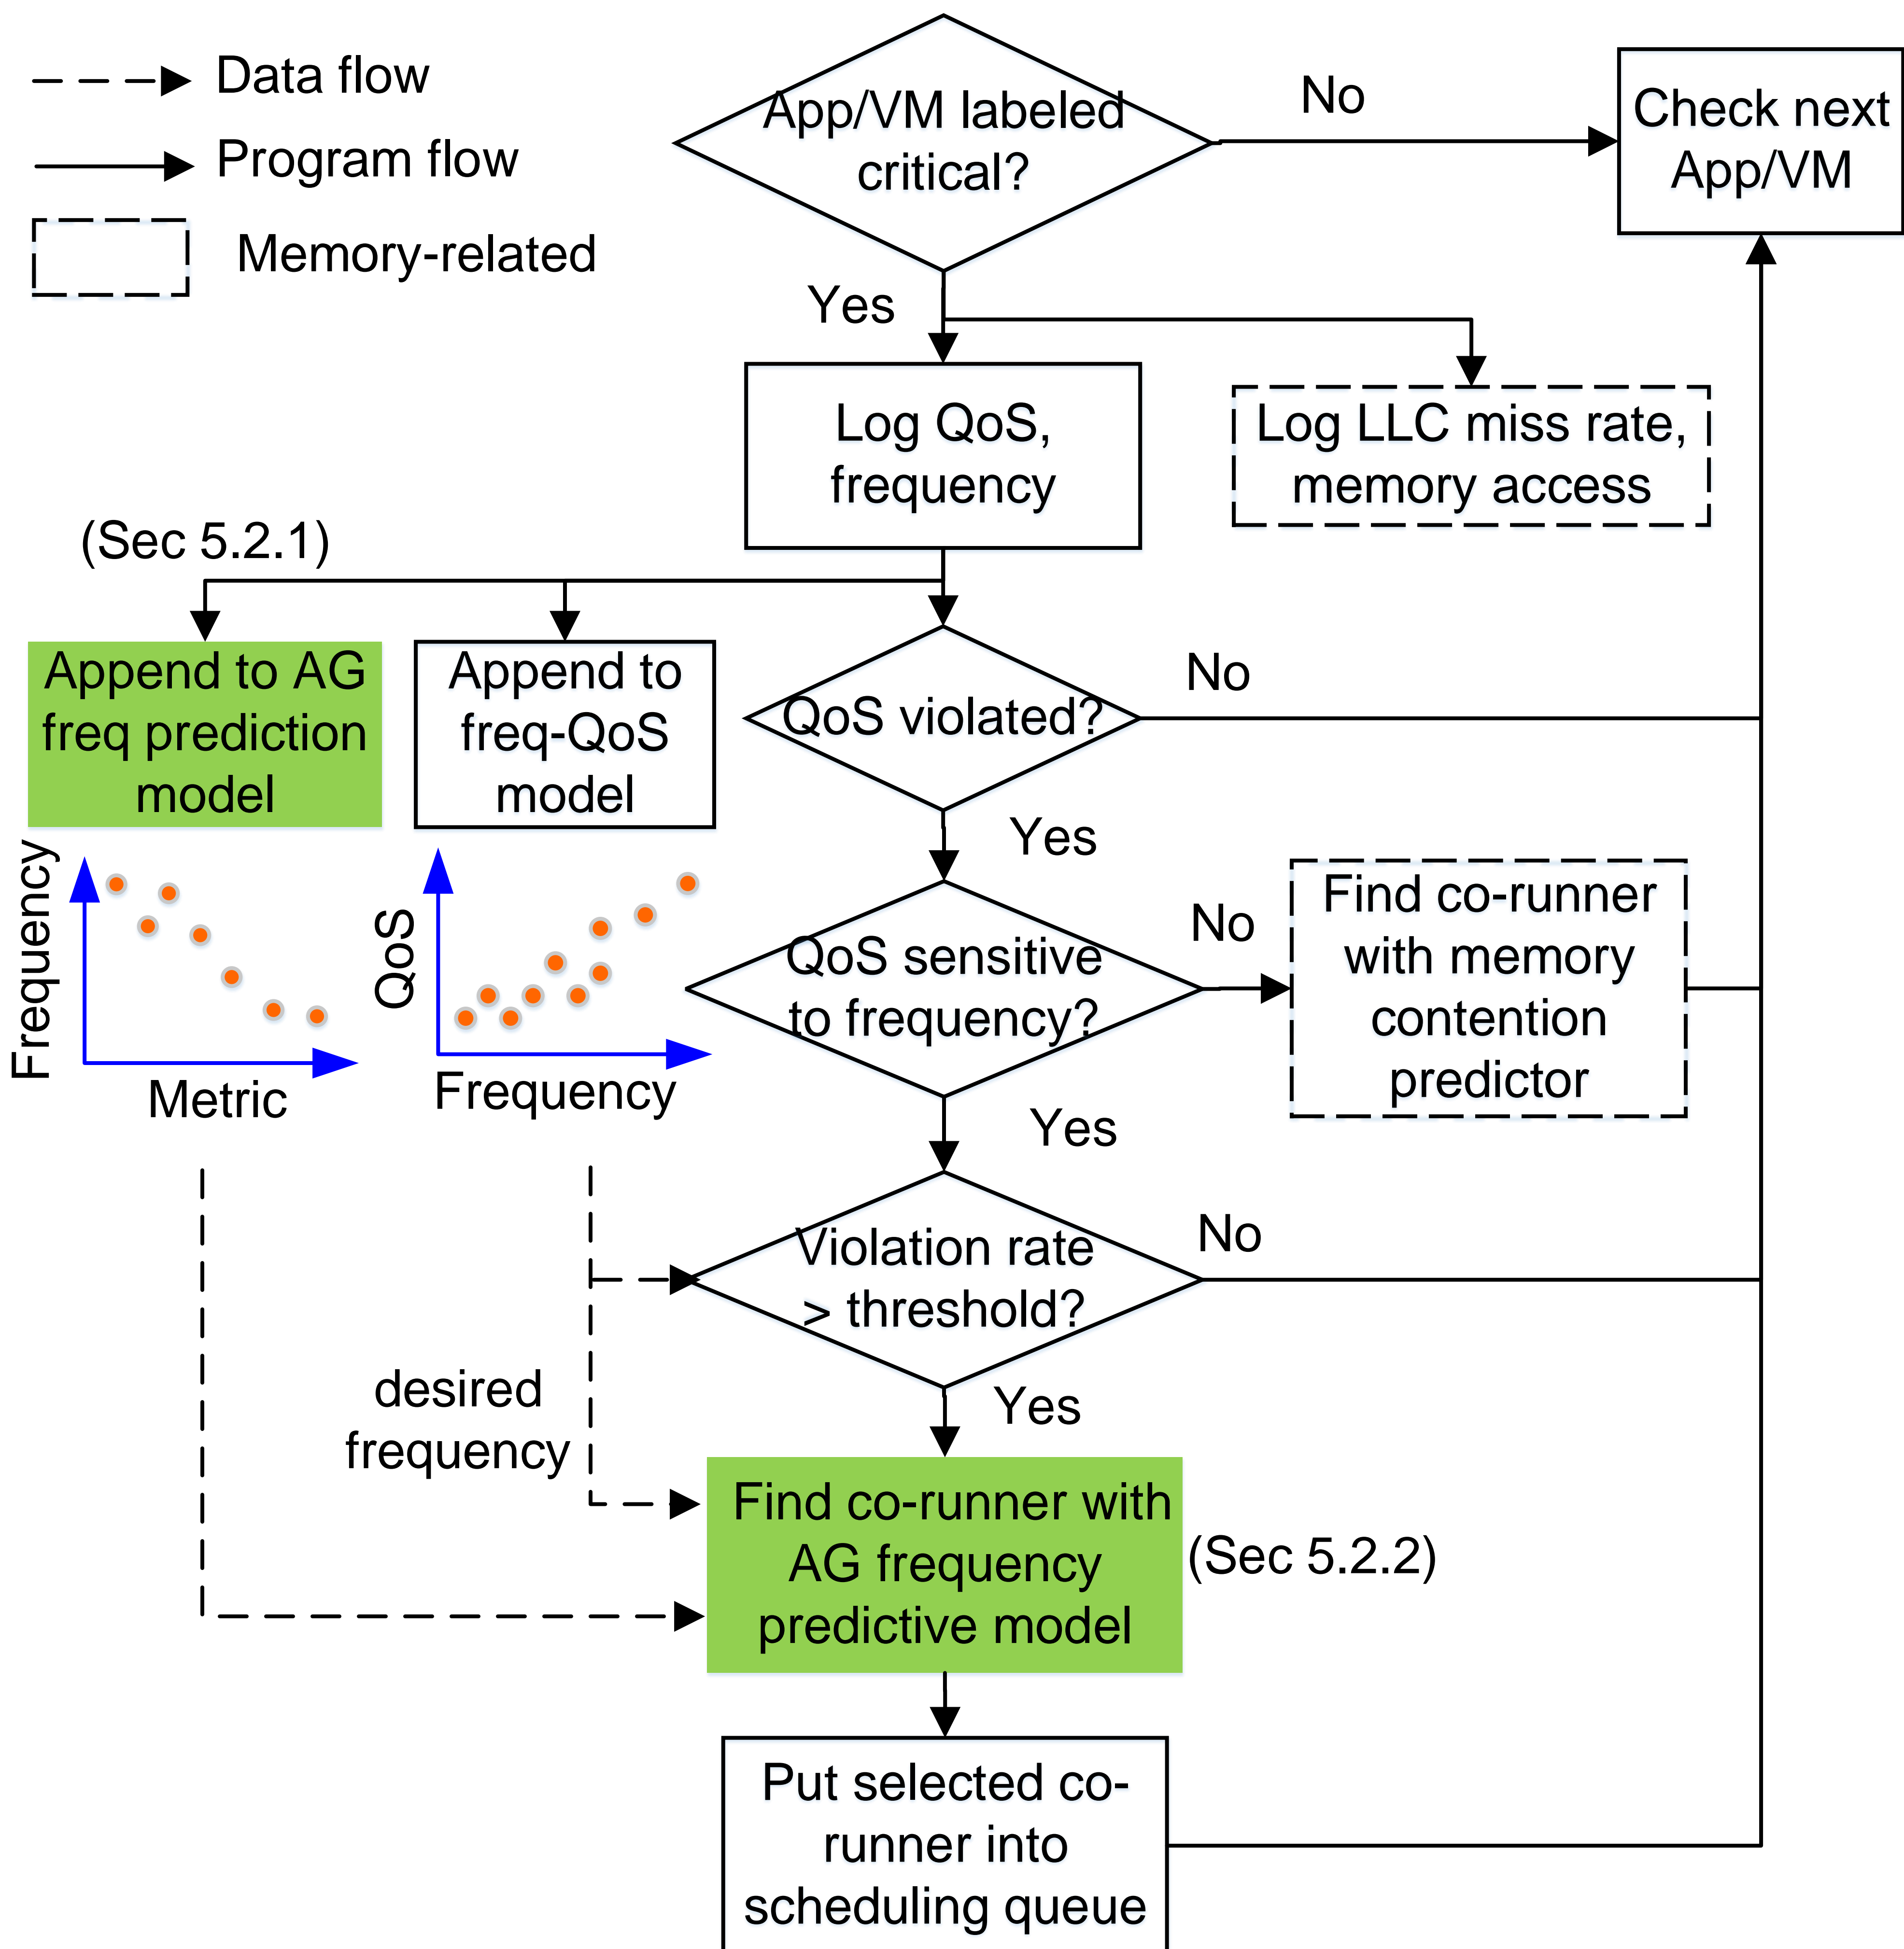 Data flow
Program flow
Memory-related
App/VM labeled
critical?
No
Check next
App/VM
Yes
Log QoS,
frequency
Log LLC miss rate,
memory access
(Sec 5.2.1)
Append to AG
freq prediction
model
Append to
freq-QoS
model
QoS violated?
No
Yes
Frequency
Metric
QoS
Frequency
QoS sensitive
to frequency?
No
Find co-runner
with memory
contention
predictor
Yes
Violation rate
> threshold?
No
desired
frequency
Yes
Find co-runner with
AG frequency
predictive model
(Sec 5.2.2)
Put selected co-
runner into
scheduling queue